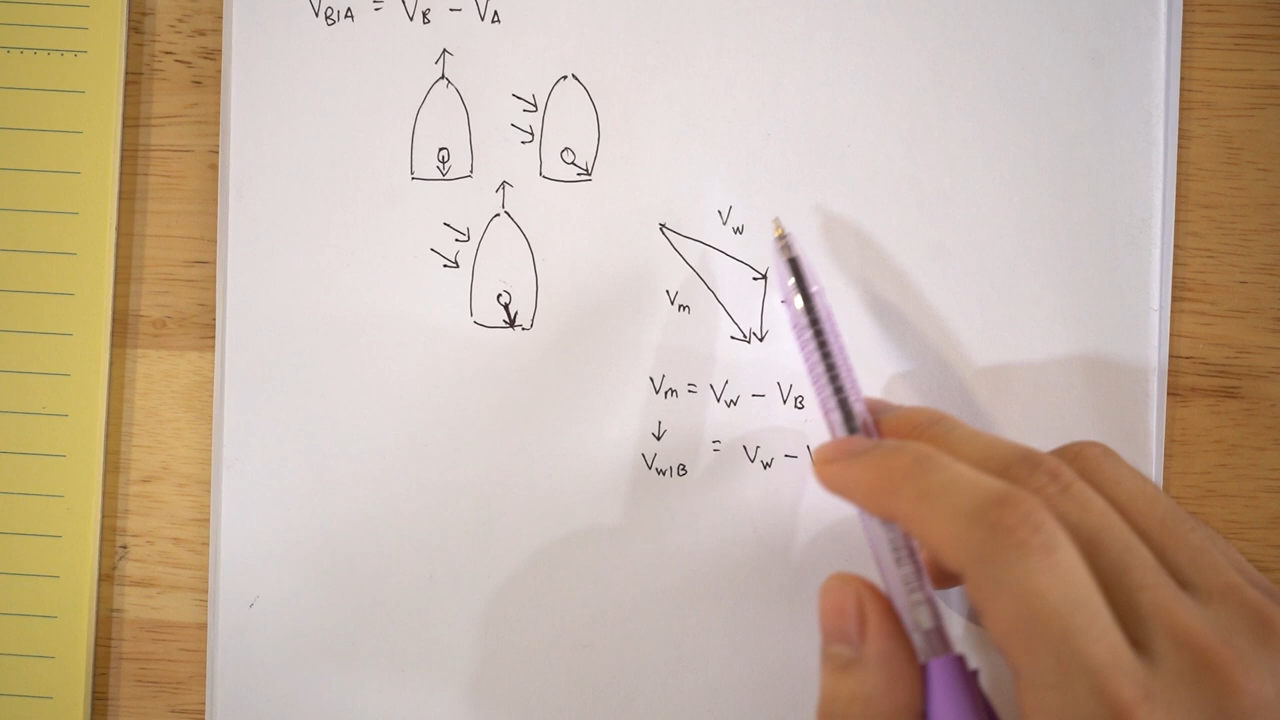 V_B|A = V_B - V_A
V_w
V_m
V_m = V_w - V_B
↓
V_w|B = V_w -